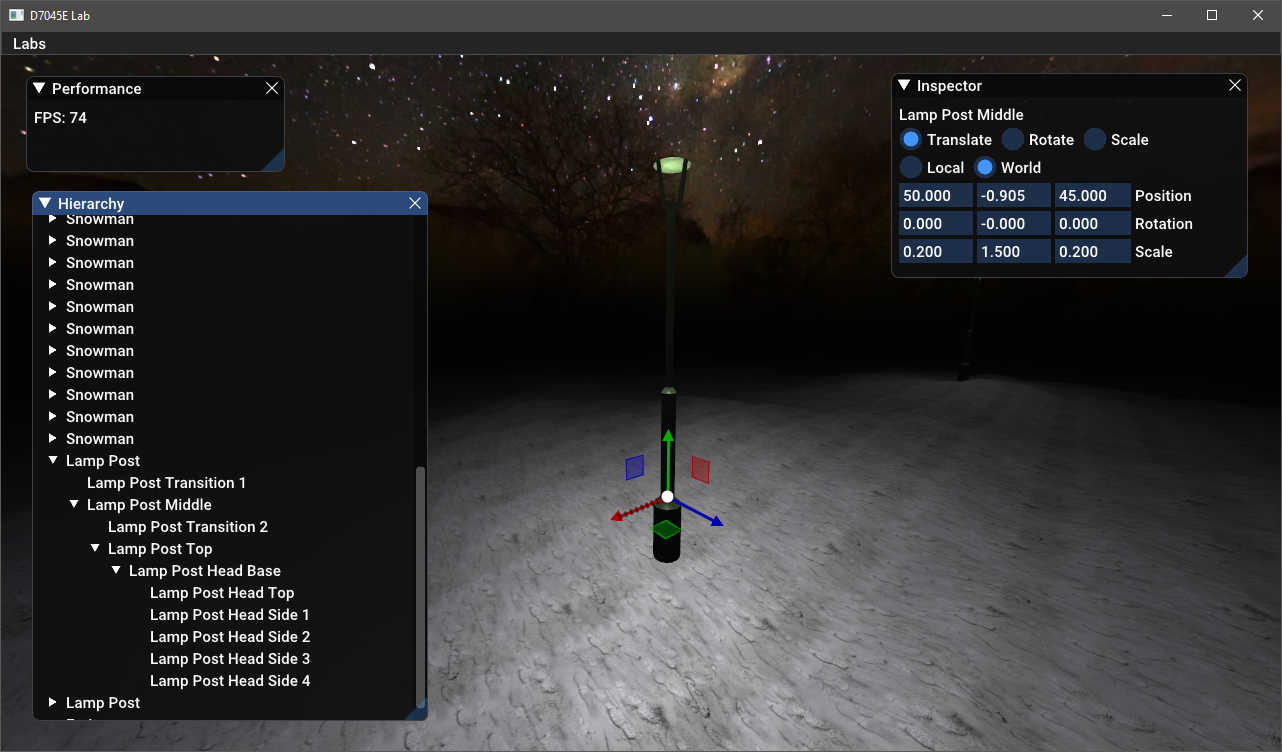 D7045E Lab
Labs
Performance
FPS: 74
Hierarchy
Snowman
Snowman
Snowman
Snowman
Snowman
Snowman
Snowman
Snowman
Snowman
Snowman
Snowman
Lamp Post
Lamp Post Transition 1
Lamp Post Middle
Lamp Post Transition 2
Lamp Post Top
Lamp Post Head Base
Lamp Post Head Top
Lamp Post Head Side 1
Lamp Post Head Side 2
Lamp Post Head Side 3
Lamp Post Head Side 4
Lamp Post
Inspector
Lamp Post Middle
Translate Rotate Scale
Local World
50.000 -0.905 45.000 Position
0.000 -0.000 0.000 Rotation
0.200 1.500 0.200 Scale